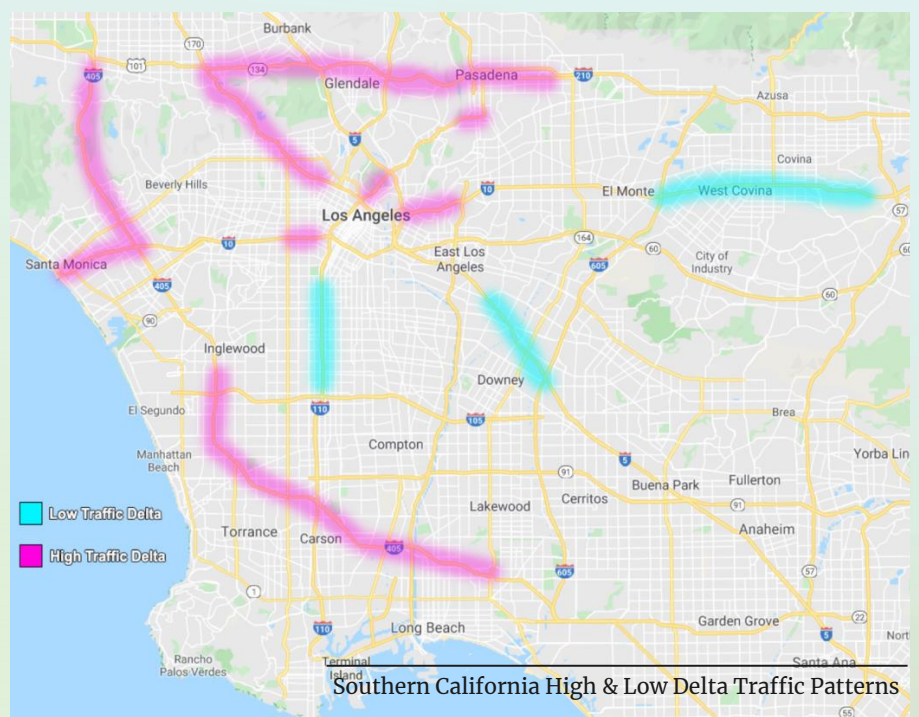 Burbank
170
101
134
405
Glendale
Pasadena
210
Azusa
5
Covina
Beverly Hills
10
El Monte
West Covina
57
Los Angeles
10
164
60
60
East Los
Angeles
605
City of
Industry
Santa Monica
405
60
90
Inglewood
Downey
El Segundo
110
105
Brea
Compton
Manhattan
Beach
91
5
Yorba Lin
Buena Park
Fullerton
Lakewood
Cerritos
91
Low Traffic Delta
Anaheim
Torrance
Carson
405
High Traffic Delta
605
57
1
110
Long Beach
Garden Grove
22
5
Nort
Rancho
Palos Verdes
Terminal
Island
Santa Ana
Southern California High & Low Delta Traffic Patterns
55